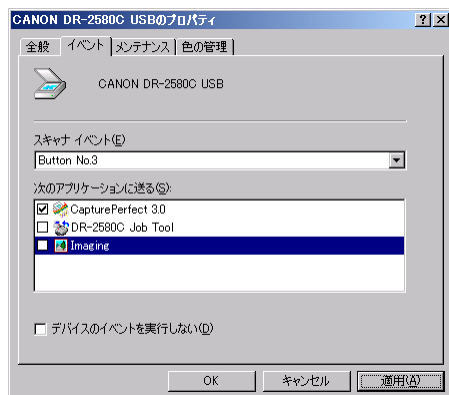 CANON DR-2580C USBのプロパティ
? ×
全般 イベント メンテナンス 色の管理
CANON DR-2580C USB
スキャナ イベント(E)
Button No.3
次のアプリケーションに送る(S):
CapturePerfect 3.0
DR-2580C Job Tool
Imaging
デバイスのイベントを実行しない(D)
OK キャンセル 適用(A)